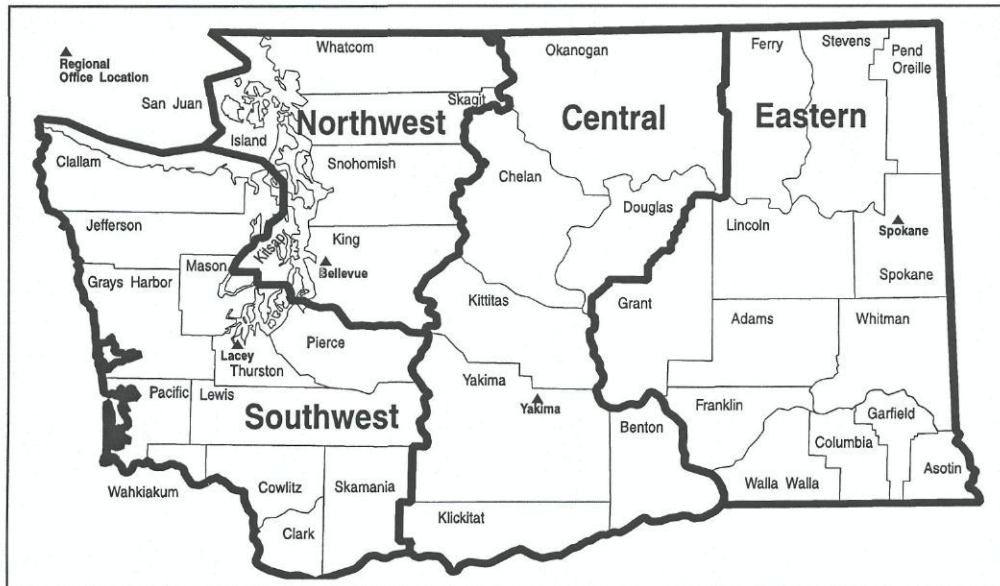 Regional
Office Location
Whatcom
Okanogan
Ferry
Stevens
Pend
Oreille
San Juan
Skagit
Island
Northwest
Central
Eastern
Clallam
Snohomish
Chelan
Douglas
Lincoln
Spokane
Spokane
Jefferson
Kitsap
King
Bellevue
Mason
Grays Harbor
Kittitas
Grant
Adams
Whitman
Pierce
Lacey
Thurston
Yakima
Yakima
Pacific
Lewis
Southwest
Benton
Franklin
Garfield
Columbia
Asotin
Walla Walla
Wahkiakum
Cowlitz
Skamania
Clark
Klickitat